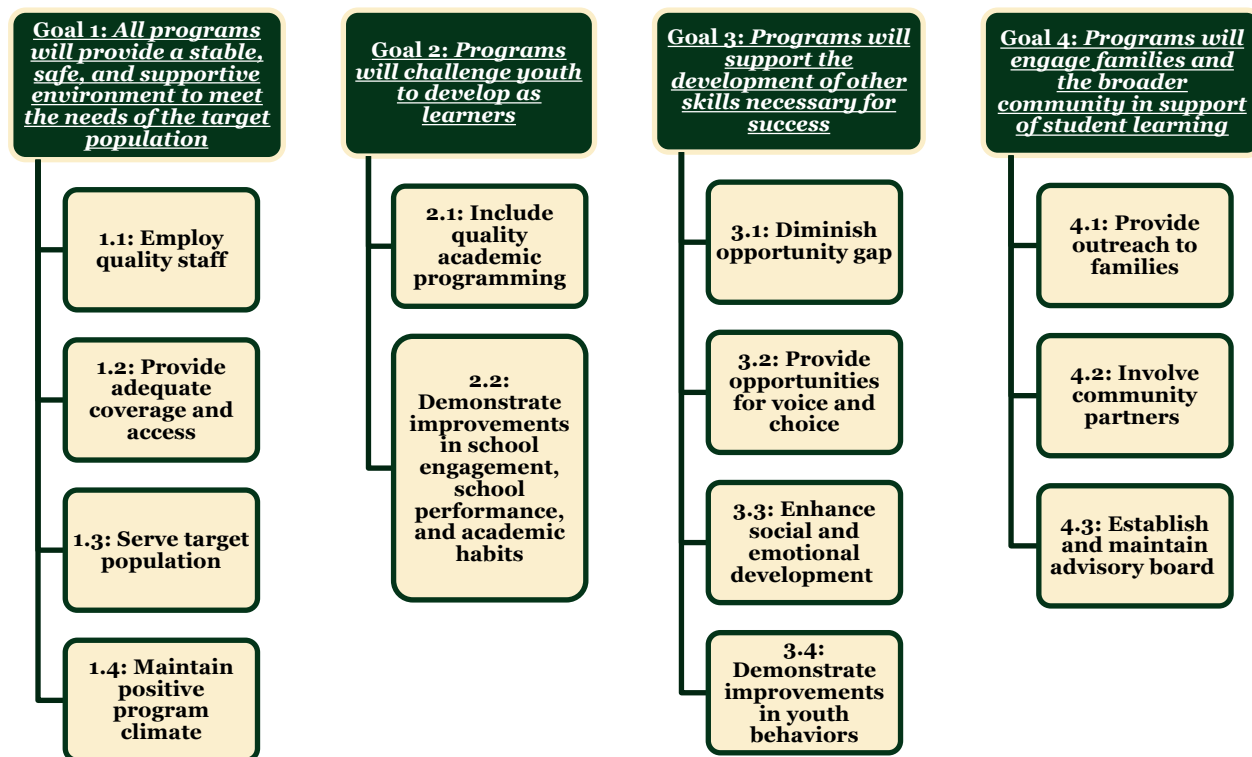 Goal 1: All programs
will provide a stable,
safe, and supportive
environment to meet
the needs of the target
population
1.1: Employ
quality staff
1.2: Provide
adequate
coverage and
access
1.3: Serve target
population
1.4: Maintain
positive
program
climate
Goal 2: Programs
will challenge youth
to develop as
learners
2.1: Include
quality
academic
programming
2.2:
Demonstrate
improvements
in school
engagement,
school
performance,
and academic
habits
Goal 3: Programs will
support the
development of other
skills necessary for
success
3.1: Diminish
opportunity gap
3.2: Provide
opportunities
for voice and
choice
3.3: Enhance
social and
emotional
development
3.4:
Demonstrate
improvements
in youth
behaviors
Goal 4: Programs will
engage families and
the broader
community in support
of student learning
4.1: Provide
outreach to
families
4.2: Involve
community
partners
4.3: Establish
and maintain
advisory board